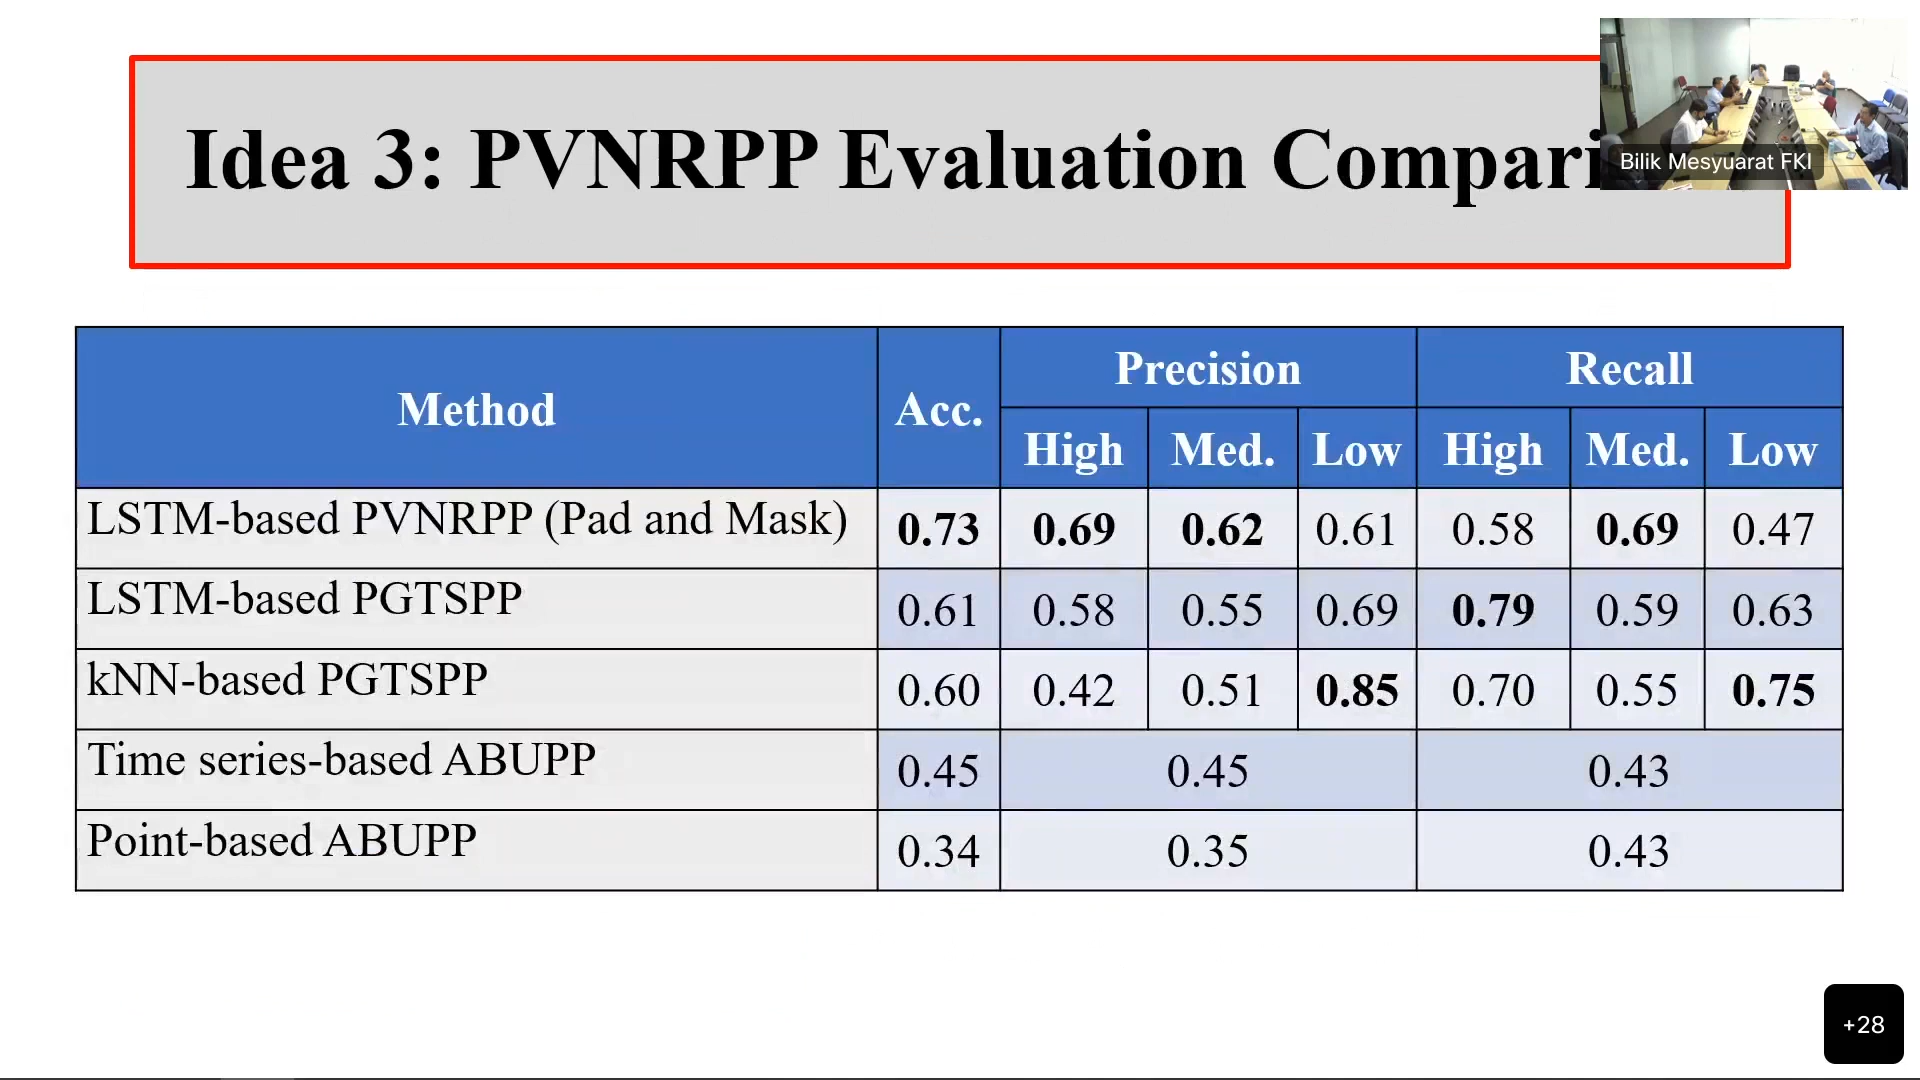 Idea 3: PVNRPP Evaluation Compari
Bilik Mesyuarat FKI
Method Acc. Precision Recall
High Med. Low High Med. Low
LSTM-based PVNRPP (Pad and Mask) 0.73 0.69 0.62 0.61 0.58 0.69 0.47
LSTM-based PGTSPP 0.61 0.58 0.55 0.69 0.79 0.59 0.63
kNN-based PGTSPP 0.60 0.42 0.51 0.85 0.70 0.55 0.75
Time series-based ABUPP 0.45 0.45 0.43
Point-based ABUPP 0.34 0.35 0.43
+28